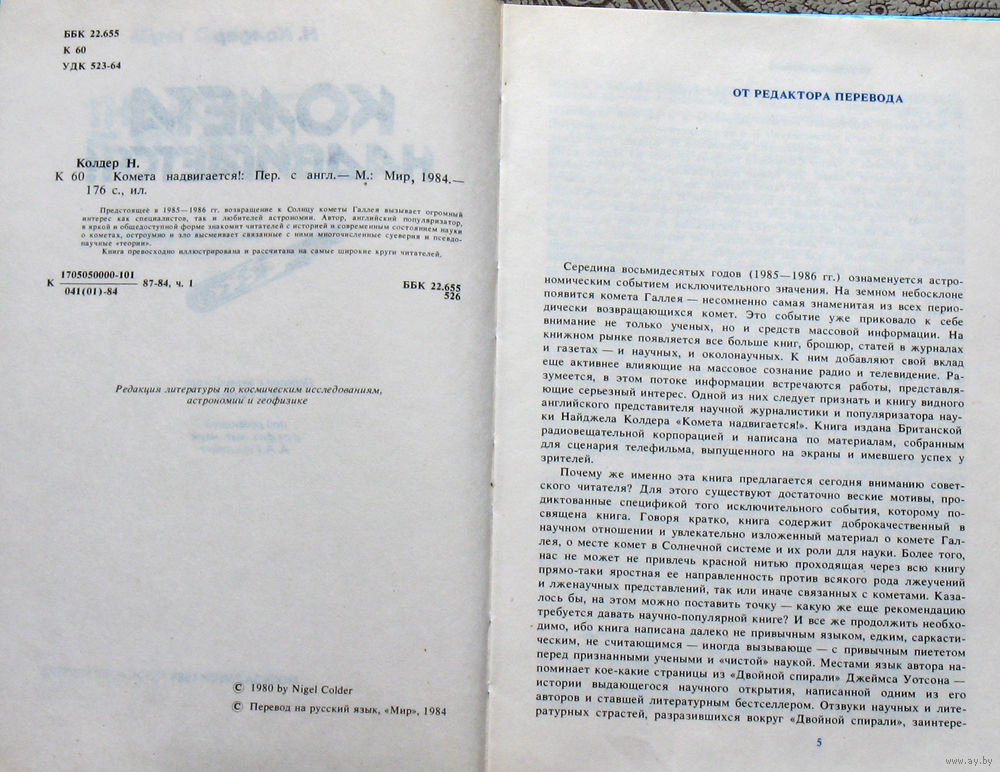 ББК 22.655
К 60
УДК 523-64
Колдер Н.
К 60 Комета надвигается!: Пер. с англ.— М.: Мир, 1984.—
176 с., ил.
Предстоящее в 1985—1986 гг. возвращение к Солнцу кометы Галлея вызывает огромный
интерес как специалистов, так и любителей астрономии. Автор, английский популяризатор,
в яркой и общедоступной форме знакомит читателей с историей и современным состоянием науки
о кометах, остроумно и зло высмеивает связанные с ними многочисленные суеверия и псевдо-
научные «теории».
Книга превосходно иллюстрирована и рассчитана на самые широкие круги читателей.
К 1705050000-101
041(01)-84 87-84, ч. 1
ББК 22.655
526
Редакция литературы по космическим исследованиям,
астрономии и геофизике
© 1980 by Nigel Colder
© Перевод на русский язык, «Мир», 1984
ОТ РЕДАКТОРА ПЕРЕВОДА
Середина восьмидесятых годов (1985—1986 гг.) ознаменуется астро-
номическим событием исключительного значения. На земном небосклоне
появится комета Галлея — несомненно самая знаменитая из всех перио-
дически возвращающихся комет. Это событие уже приковало к себе
внимание не только ученых, но и средств массовой информации. На
книжном рынке появляется все больше книг, брошюр, статей в журналах
и газетах — и научных, и околонаучных. К ним добавляют свой вклад
еще активнее влияющие на массовое сознание радио и телевидение. Ра-
зумеется, в этом потоке информации встречаются работы, представля-
ющие серьезный интерес. Одной из них следует признать и книгу видного
английского представителя научной журналистики и популяризатора нау-
ки Найджела Колдера «Комета надвигается!». Книга издана Британской
радиовещательной корпорацией и написана по материалам, собранным
для сценария телефильма, выпущенного на экраны и имевшего успех у
зрителей.
Почему же именно эта книга предлагается сегодня вниманию совет-
ского читателя? Для этого существуют достаточно веские мотивы, про-
диктованные спецификой того исключительного события, которому по-
священа книга. Говоря кратко, книга содержит доброкачественный в
научном отношении и увлекательно изложенный материал о комете Гал-
лея, о месте комет в Солнечной системе и их роли для науки. Более того,
нас не может не привлечь красной нитью проходящая через всю книгу
прямо-таки яростная ее направленность против всякого рода лжеучений
и лженаучных представлений, так или иначе связанных с кометами. Каза-
лось бы, на этом можно поставить точку — какую же еще рекомендацию
требуется давать научно-популярной книге? И все же продолжить необхо-
димо, ибо книга написана далеко не привычным языком, едким, саркасти-
ческим, не считающимся — иногда вызывающе — с привычным пиететом
перед признанными учеными и «чистой» наукой. Местами язык автора на-
поминает кое-какие страницы из «Двойной спирали» Джеймса Уотсона —
истории выдающегося научного открытия, написанной одним из его
авторов и ставшей литературным бестселлером. Отзвуки научных и лите-
ратурных страстей, разразившихся вокруг «Двойной спирали», заинтере-
5
www.ay.by